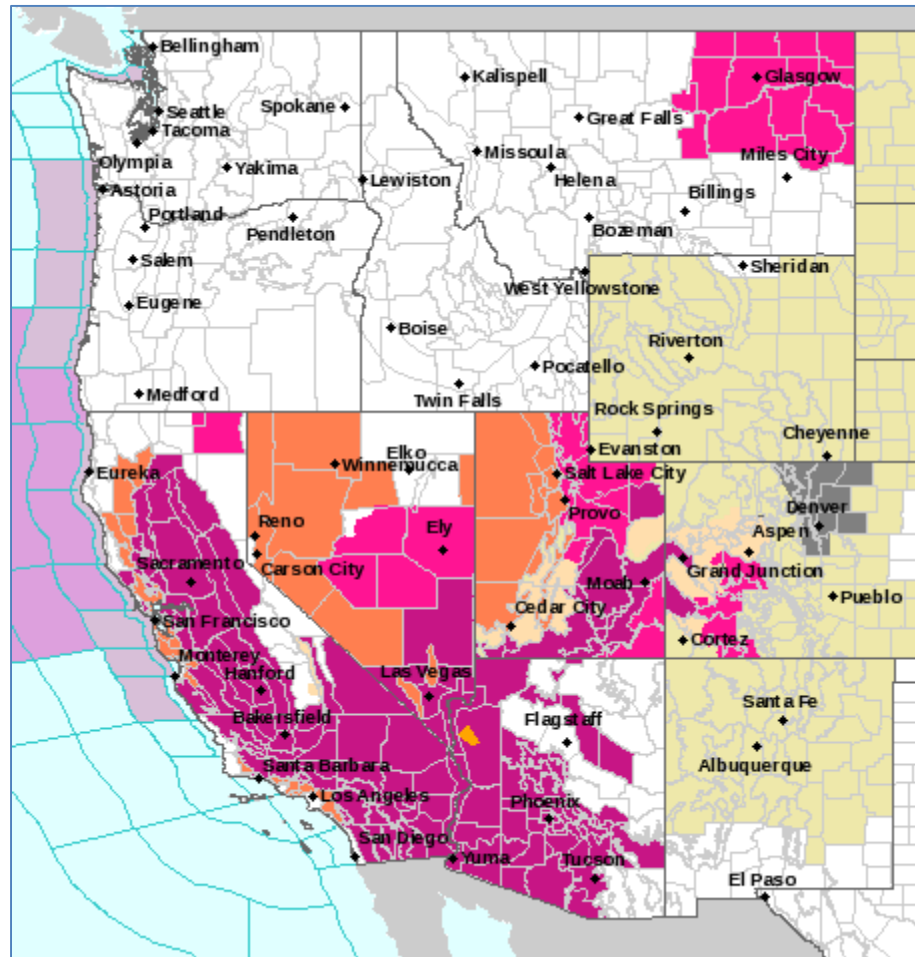 Bellingham
Kalispell
Glasgow
Seattle
Spokane
Great Falls
Tacoma
Olympia
Missoula
Miles City
Yakima
Helena
Astoria
Lewiston
Billings
Portland
Pendleton
Bozeman
Salem
Sheridan
West Yellowstone
Eugene
Boise
Riverton
Pocatello
Medford
Twin Falls
Rock Springs
Cheyenne
Elko
Evanston
Eureka
Winnemucca
Salt Lake City
Provo
Denver
Reno
Ely
Aspen
Carson City
Grand Junction
Sacramento
Moab
Pueblo
Cedar City
San Francisco
Cortez
Monterey
Hanford
Las Vegas
Santa Fe
Bakersfield
Flagstaff
Albuquerque
Santa Barbara
Los Angeles
Phoenix
San Diego
Yuma
Tucson
El Paso